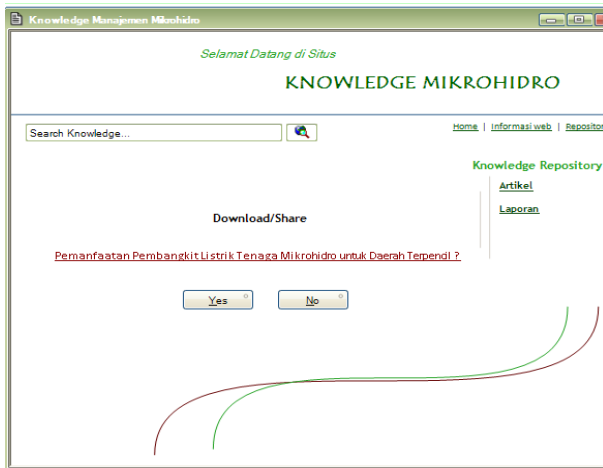 Knowledge Manajemen Mikrohidro
Selamat Datang di Situs
KNOWLEDGE MIKROHIDRO
Search Knowledge...
Home | Informasi web | Repositor
Knowledge Repository
Artikel
Laporan
Download/Share
Pemanfaatan Pembangkit Listrik Tenaga Mikrohidro untuk Daerah Terpencil ?
Yes
No